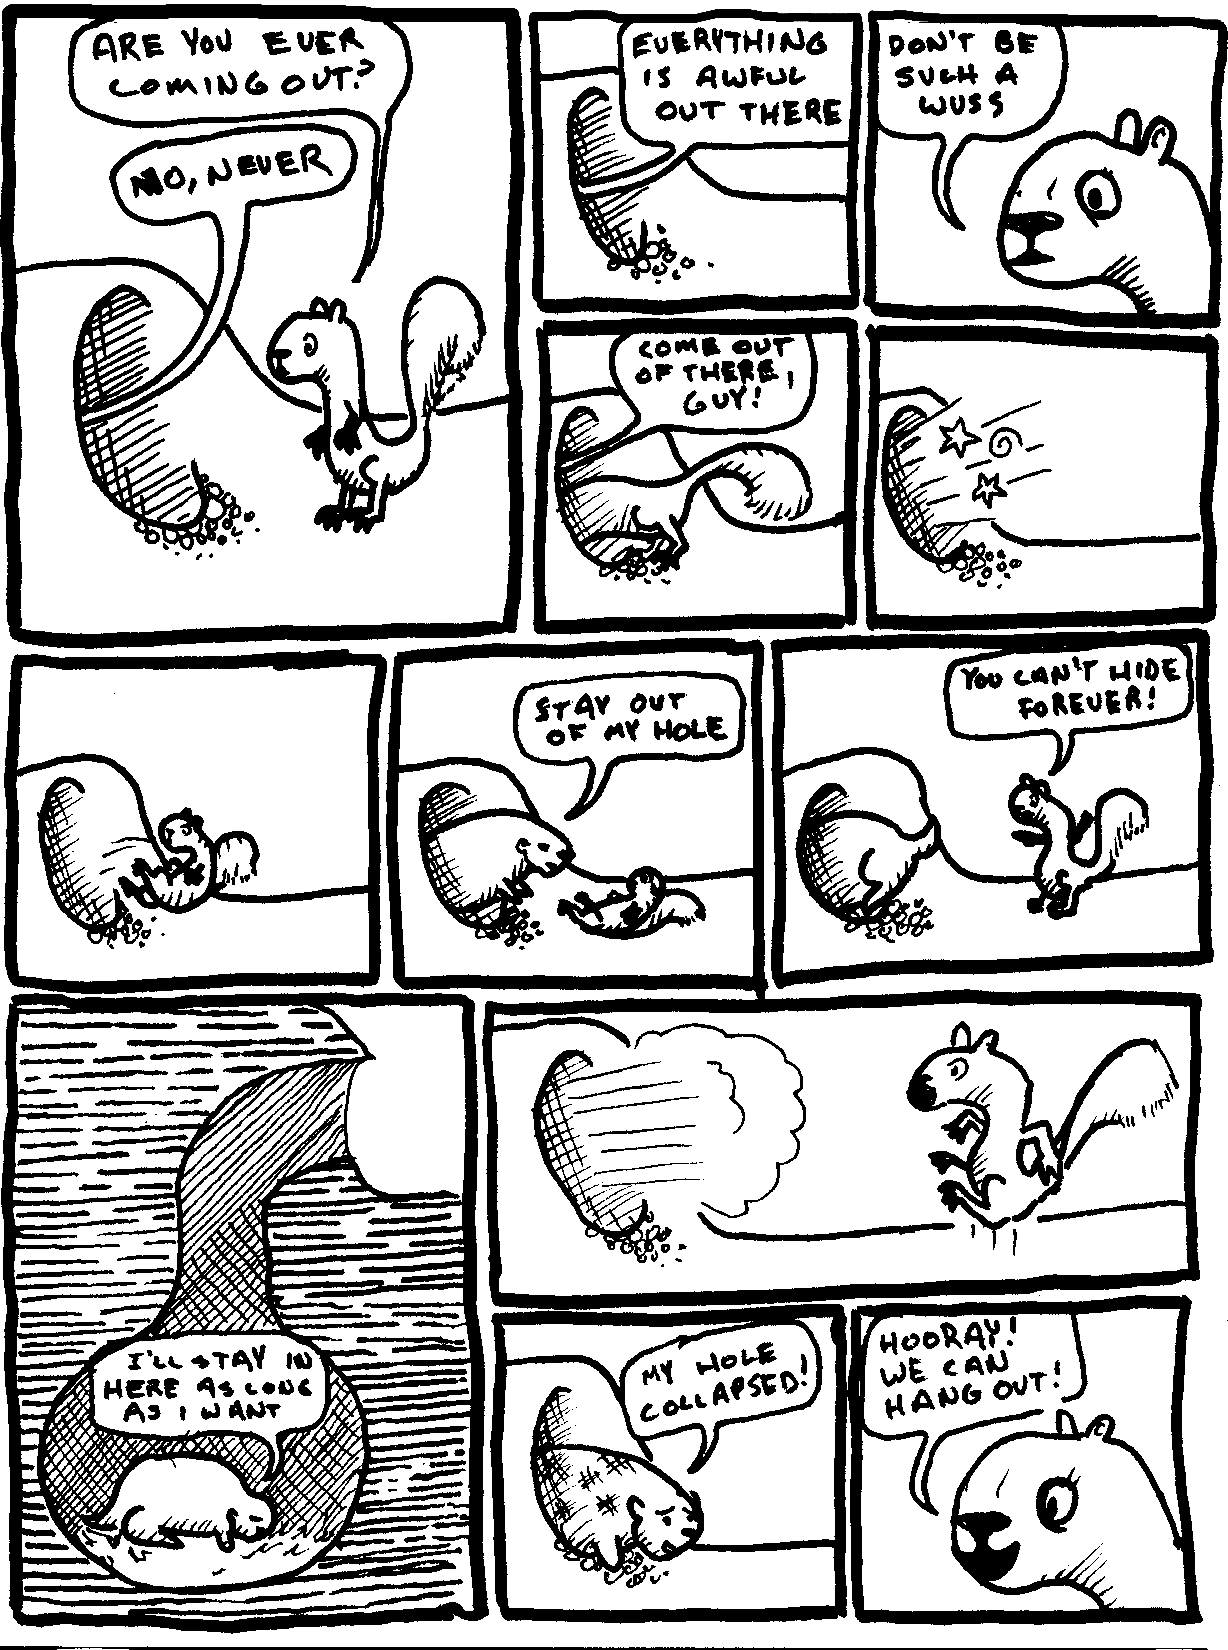 ARE YOU EVER
COMING OUT?
NO, NEVER
EVERYTHING
IS AWFUL
OUT THERE
DON'T BE
SUCH A
WUSS
COME OUT
OF THERE,
GUY!
STAY OUT
OF MY HOLE
YOU CAN'T HIDE
FOREVER!
I'LL STAY IN
HERE AS LONG
AS I WANT
MY HOLE
COLLAPSED!
HOORAY!
WE CAN
HANG OUT!